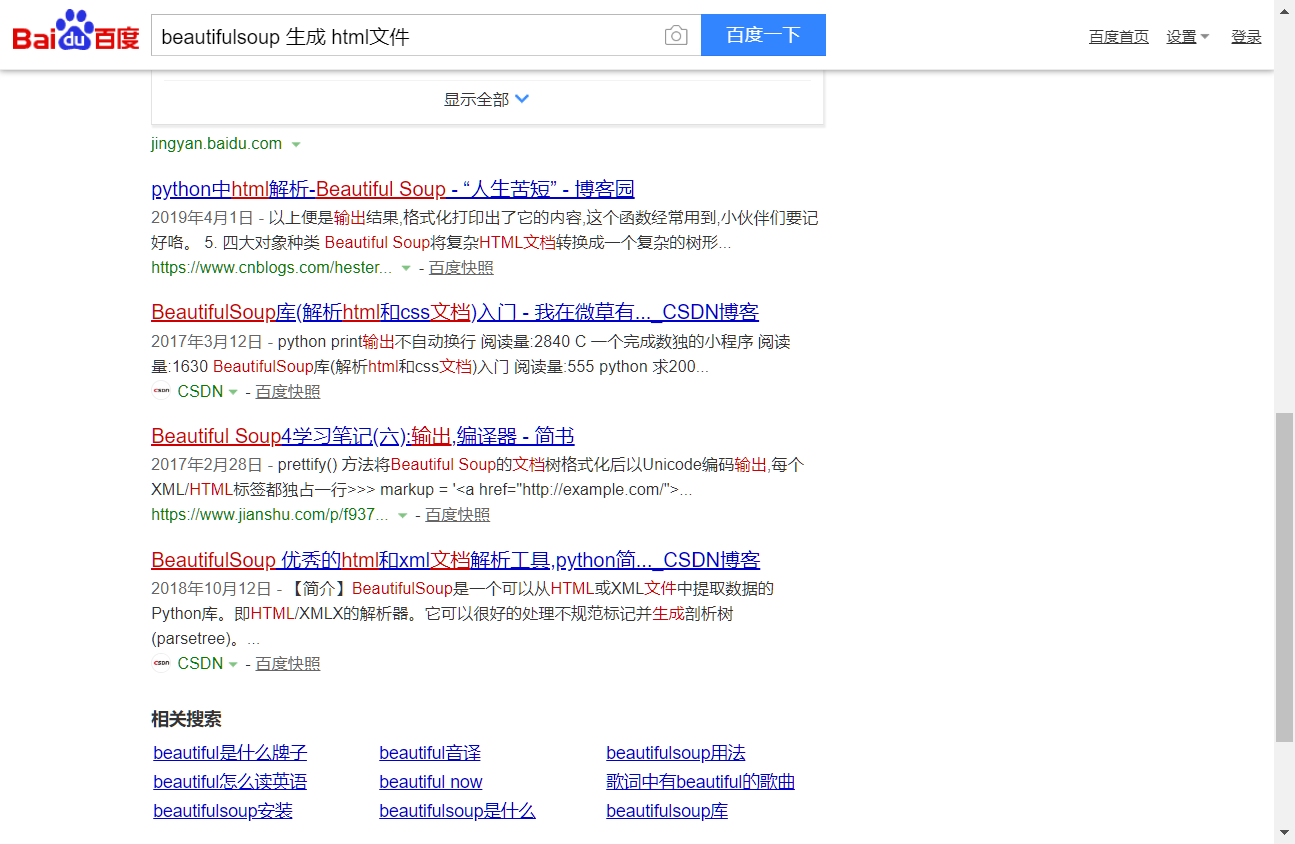 Bai du 百度 beautifulsoup 生成 html文件 百度一下 百度首页 设置 登录
显示全部
jingyan.baidu.com
python中html解析-Beautiful Soup - “人生苦短” - 博客园
2019年4月1日 - 以上便是输出结果,格式化打印出了它的内容,这个函数经常用到,小伙伴们要记
好咯。 5. 四大对象种类 Beautiful Soup将复杂HTML文档转换成一个复杂的树形...
https://www.cnblogs.com/hester... - 百度快照
BeautifulSoup库(解析html和css文档)入门 - 我在微草有..._CSDN博客
2017年3月12日 - python print输出不自动换行 阅读量:2840 C 一个完成数独的小程序 阅读
量:1630 BeautifulSoup库(解析html和css文档)入门 阅读量:555 python 求200...
CSDN CSDN - 百度快照
Beautiful Soup4学习笔记(六):输出,编译器 - 简书
2017年2月28日 - prettify() 方法将Beautiful Soup的文档树格式化后以Unicode编码输出,每个
XML/HTML标签都独占一行>>> markup = '<a href="http://example.com/">...
https://www.jianshu.com/p/f937... - 百度快照
BeautifulSoup 优秀的html和xml文档解析工具,python简..._CSDN博客
2018年10月12日 - 【简介】BeautifulSoup是一个可以从HTML或XML文件中提取数据的
Python库。即HTML/XMLX的解析器。它可以很好的处理不规范标记并生成剖析树
(parsetree)。 ...
CSDN CSDN - 百度快照
相关搜索
beautiful是什么牌子 beautiful音译 beautifulsoup用法
beautiful怎么读英语 beautiful now 歌词中有beautiful的歌曲
beautifulsoup安装 beautifulsoup是什么 beautifulsoup库